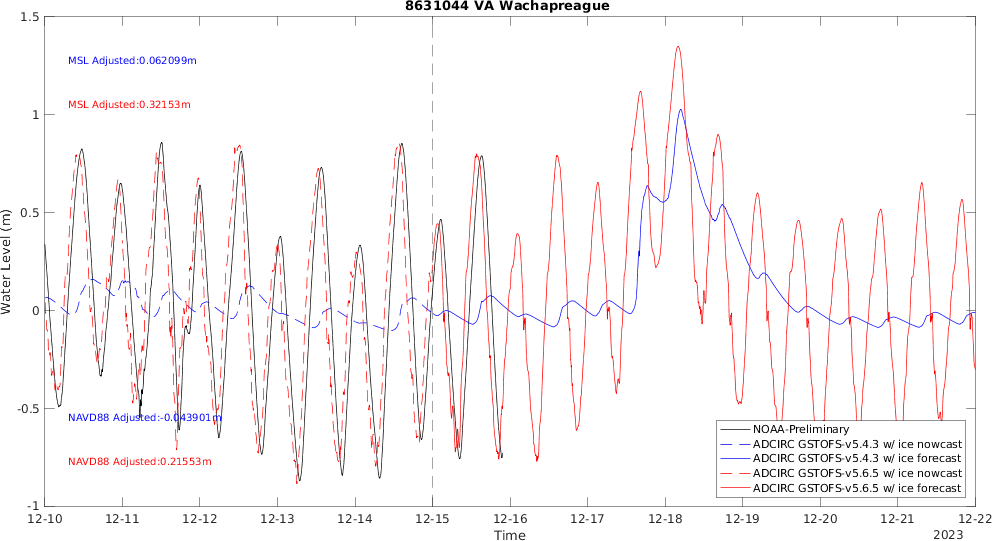 8631044 VA Wachapreague
1.5
1
0.5
0
-0.5
-1
Water Level (m)
MSL Adjusted:0.062099m
MSL Adjusted:0.32153m
NAVD88 Adjusted:-0.043901m
NAVD88 Adjusted:0.21553m
NOAA-Preliminary
ADCIRC GSTOFS-v5.4.3 w/ ice nowcast
ADCIRC GSTOFS-v5.4.3 w/ ice forecast
ADCIRC GSTOFS-v5.6.5 w/ ice nowcast
ADCIRC GSTOFS-v5.6.5 w/ ice forecast
12-10 12-11 12-12 12-13 12-14 12-15 12-16 12-17 12-18 12-19 12-20 12-21 12-22
Time 2023